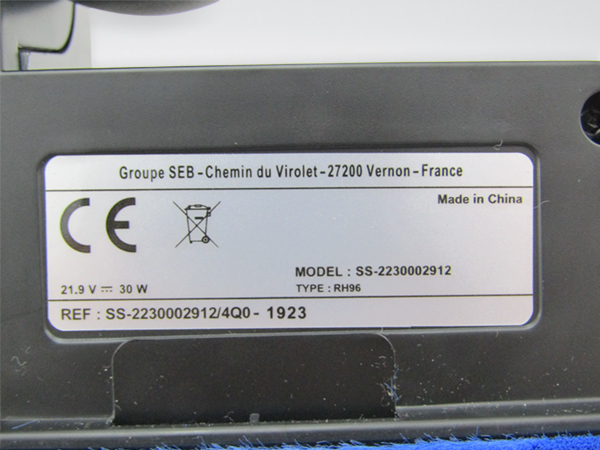 Groupe SEB - Chemin du Virolet - 27200 Vernon - France
Made in China
CE
MODEL : SS-2230002912
21.9 V ⎓ 30 W
TYPE : RH96
REF : SS-2230002912/4Q0 - 1923